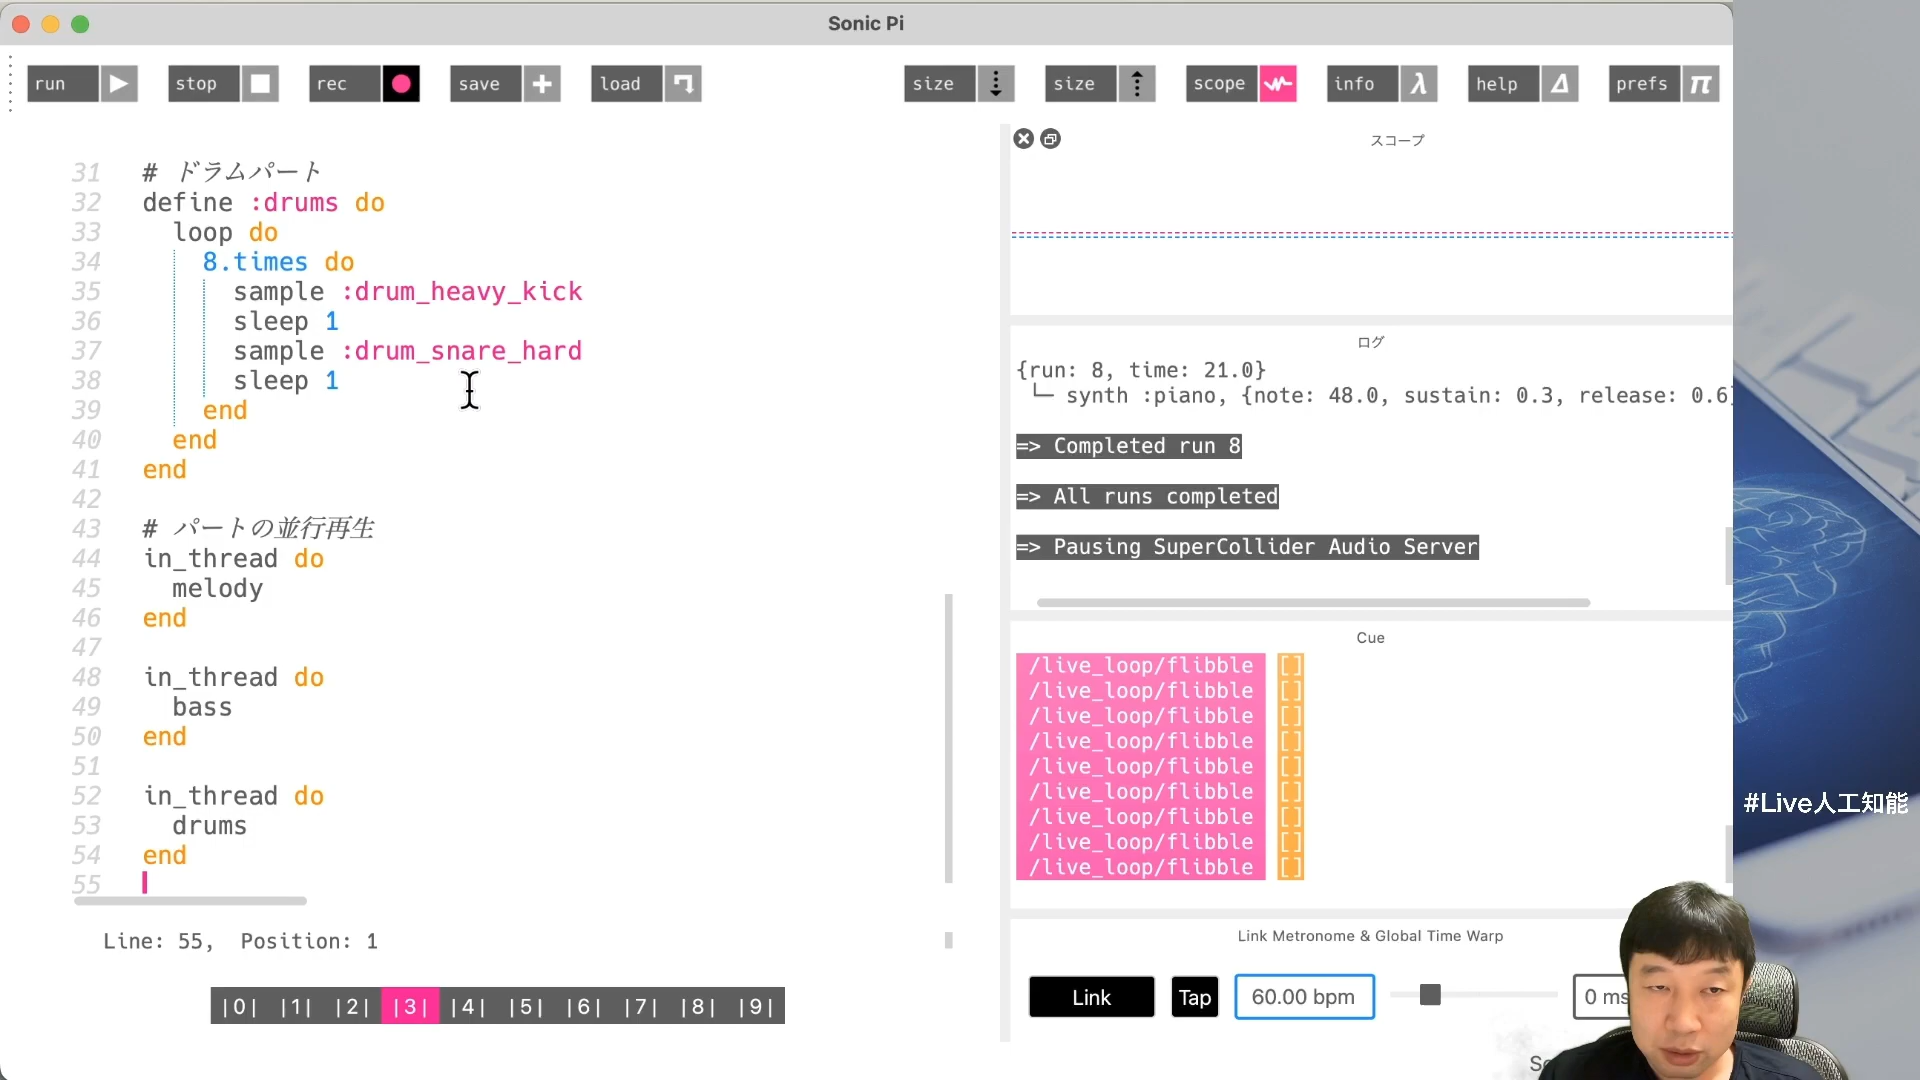 Sonic Pi
run
stop
rec
save
load
size
size
scope
info
help
prefs
31 # ドラムパート
32 define :drums do
33 loop do
34 8.times do
35 sample :drum_heavy_kick
36 sleep 1
37 sample :drum_snare_hard
38 sleep 1
39 end
40 end
41 end
42
43 # パートの並行再生
44 in_thread do
45 melody
46 end
47
48 in_thread do
49 bass
50 end
51
52 in_thread do
53 drums
54 end
55
Line: 55, Position: 1
|0| |1| |2| |3| |4| |5| |6| |7| |8| |9|
スコープ
ログ
{run: 8, time: 21.0}
└─ synth :piano, {note: 48.0, sustain: 0.3, release: 0.6
=> Completed run 8
=> All runs completed
=> Pausing SuperCollider Audio Server
Cue
/live_loop/flibble []
/live_loop/flibble []
/live_loop/flibble []
/live_loop/flibble []
/live_loop/flibble []
/live_loop/flibble []
/live_loop/flibble []
/live_loop/flibble []
/live_loop/flibble []
Link Metronome & Global Time Warp
Link
Tap
60.00 bpm
0 ms
#Live人工知能